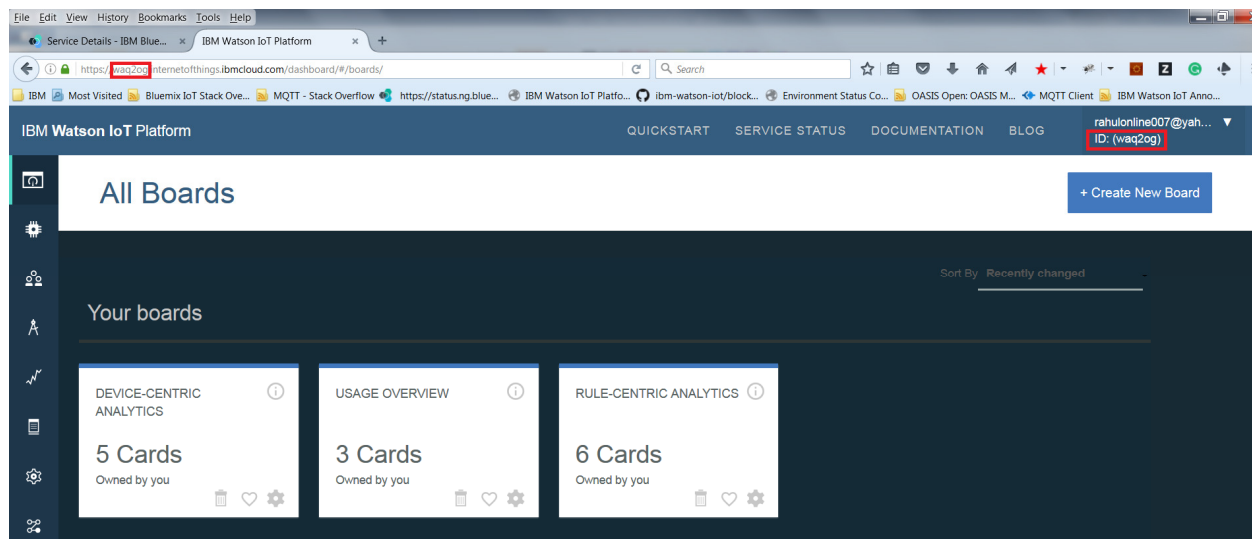 File Edit View History Bookmarks Tools Help
Service Details - IBM Blue... × IBM Watson IoT Platform × +
https://waq2og.internetofthings.ibmcloud.com/dashboard/#/boards/ Search
IBM Most Visited Bluemix IoT Stack Ove... MQTT - Stack Overflow https://status.ng.blue... IBM Watson IoT Platfo... ibm-watson-iot/block... Environment Status Co... OASIS Open: OASIS M... MQTT Client IBM Watson IoT Anno...
IBM Watson IoT Platform QUICKSTART SERVICE STATUS DOCUMENTATION BLOG rahulonline007@yah...
ID: (waq2og)
All Boards + Create New Board
Sort By Recently changed
Your boards
DEVICE-CENTRIC
ANALYTICS
5 Cards
Owned by you
USAGE OVERVIEW
3 Cards
Owned by you
RULE-CENTRIC ANALYTICS
6 Cards
Owned by you